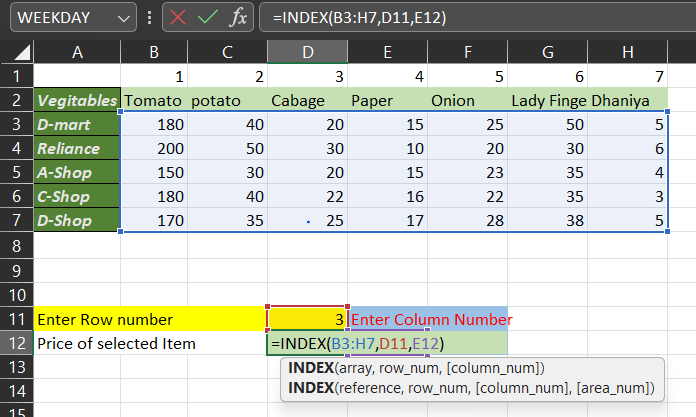 WEEKDAY fx =INDEX(B3:H7,D11,E12)
A B C D E F G H
1 1 2 3 4 5 6 7
2 Vegitables Tomato potato Cabage Paper Onion Lady Finge Dhaniya
3 D-mart 180 40 20 15 25 50 5
4 Reliance 200 50 30 10 20 30 6
5 A-Shop 150 30 20 15 23 35 4
6 C-Shop 180 40 22 16 22 35 3
7 D-Shop 170 35 25 17 28 38 5
8
9
10
11 Enter Row number 3 Enter Column Number
12 Price of selected Item =INDEX(B3:H7,D11,E12)
13 INDEX(array, row_num, [column_num])
14 INDEX(reference, row_num, [column_num], [area_num])
15